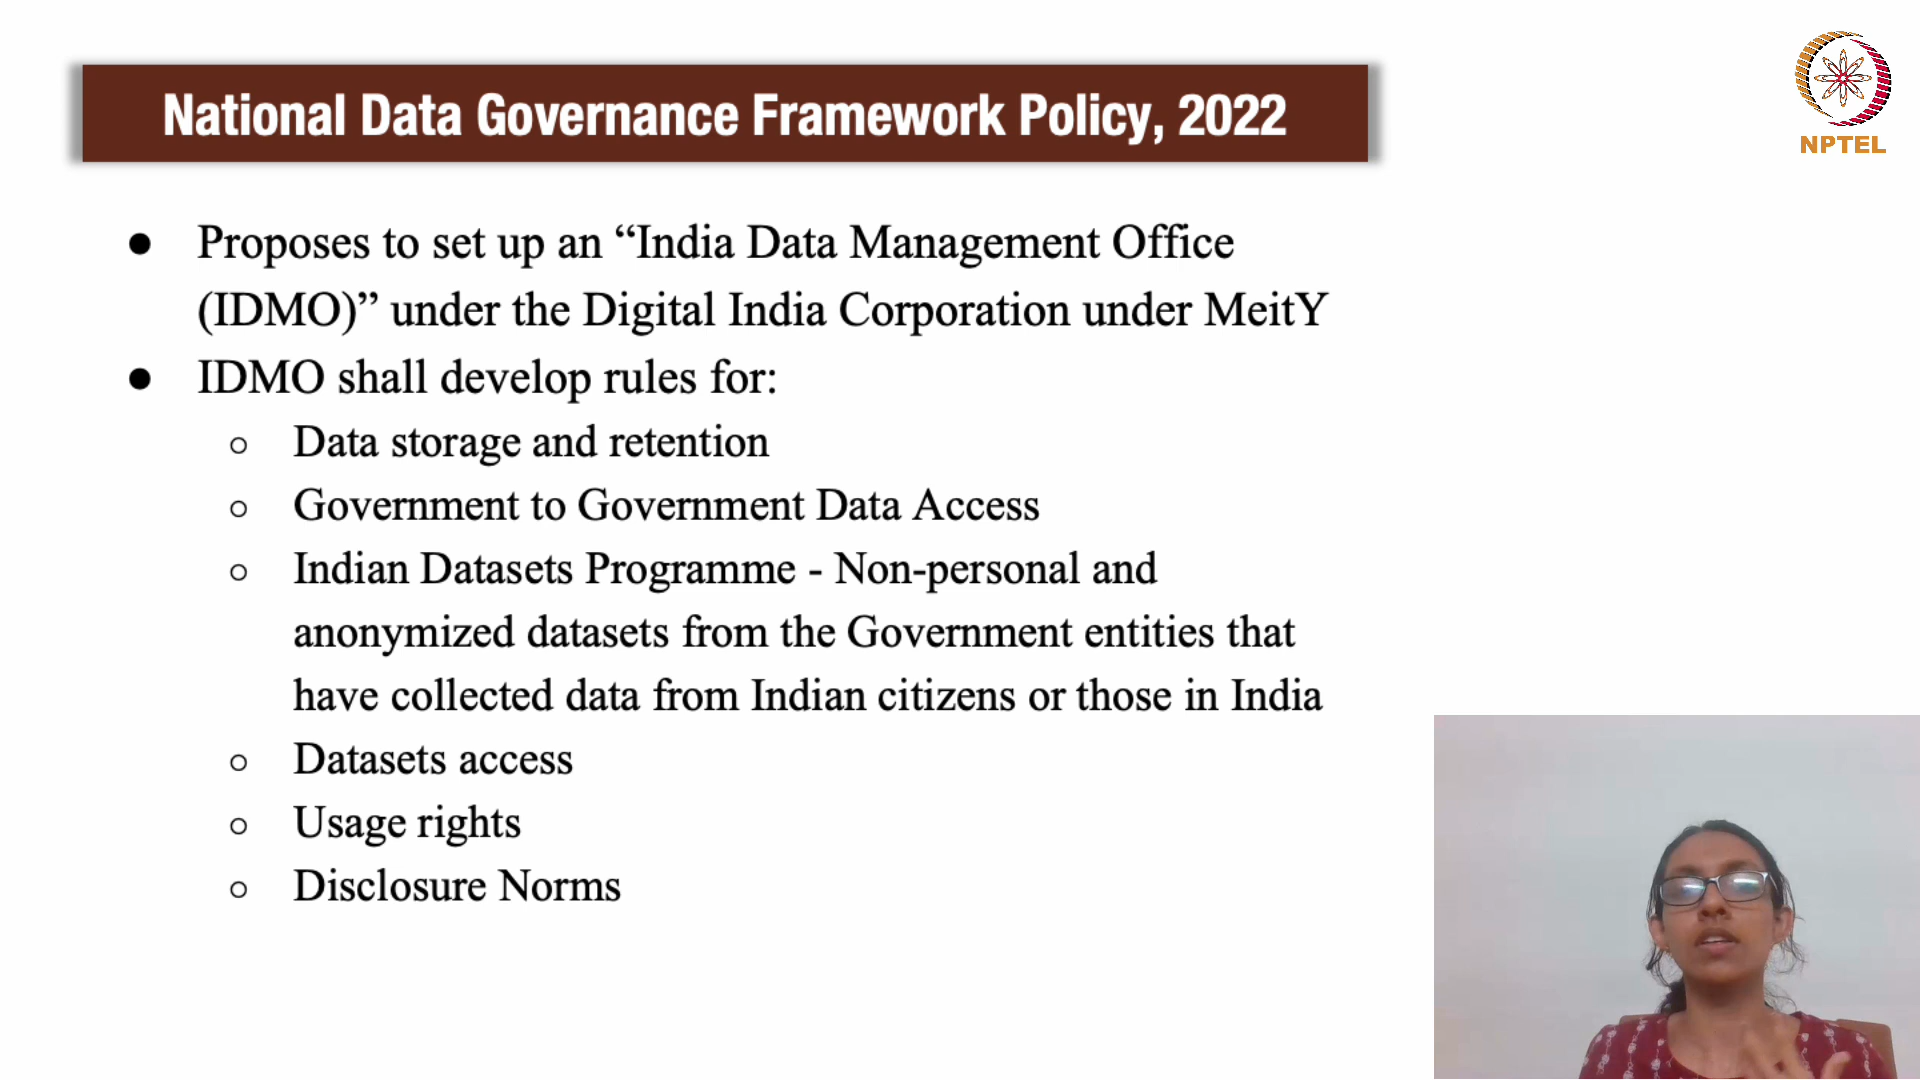 National Data Governance Framework Policy, 2022
NPTEL
● Proposes to set up an “India Data Management Office
(IDMO)” under the Digital India Corporation under MeitY
● IDMO shall develop rules for:
○ Data storage and retention
○ Government to Government Data Access
○ Indian Datasets Programme - Non-personal and
anonymized datasets from the Government entities that
have collected data from Indian citizens or those in India
○ Datasets access
○ Usage rights
○ Disclosure Norms